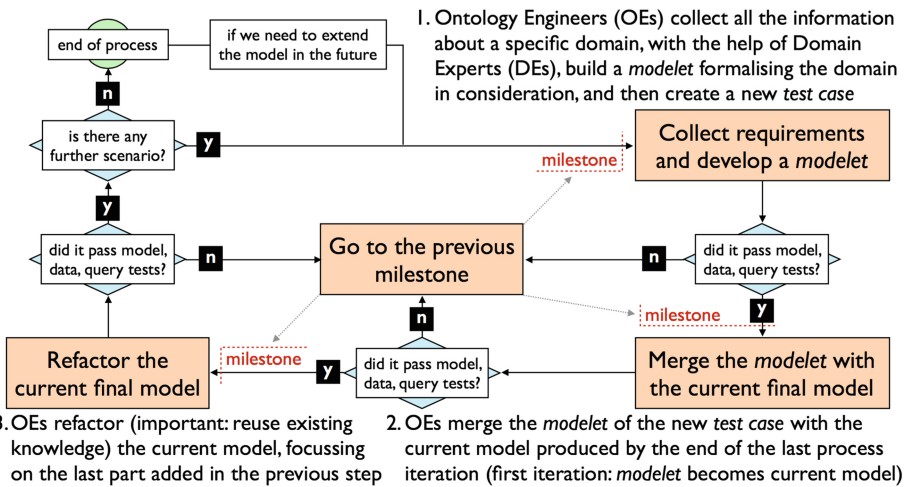 1. Ontology Engineers (OEs) collect all the information
about a specific domain, with the help of Domain
Experts (DEs), build a modelet formalising the domain
in consideration, and then create a new test case
end of process
if we need to extend
the model in the future
n
is there any
further scenario?
y
milestone
Collect requirements
and develop a modelet
y
did it pass model,
data, query tests?
n
Go to the previous
milestone
n
did it pass model,
data, query tests?
n
milestone
y
Refactor the
current final model
milestone
y
did it pass model,
data, query tests?
Merge the modelet with
the current final model
3. OEs refactor (important: reuse existing
knowledge) the current model, focussing
on the last part added in the previous step
2. OEs merge the modelet of the new test case with the
current model produced by the end of the last process
iteration (first iteration: modelet becomes current model)